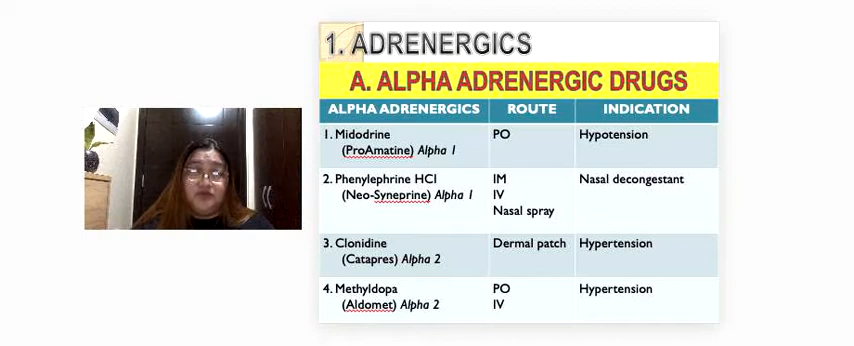 1. ADRENERGICS
A. ALPHA ADRENERGIC DRUGS
ALPHA ADRENERGICS ROUTE INDICATION
1. Midodrine PO Hypotension
(ProAmatine) Alpha 1
2. Phenylephrine HCl IM Nasal decongestant
(Neo-Syneprine) Alpha 1 IV
Nasal spray
3. Clonidine Dermal patch Hypertension
(Catapres) Alpha 2
4. Methyldopa PO Hypertension
(Aldomet) Alpha 2 IV